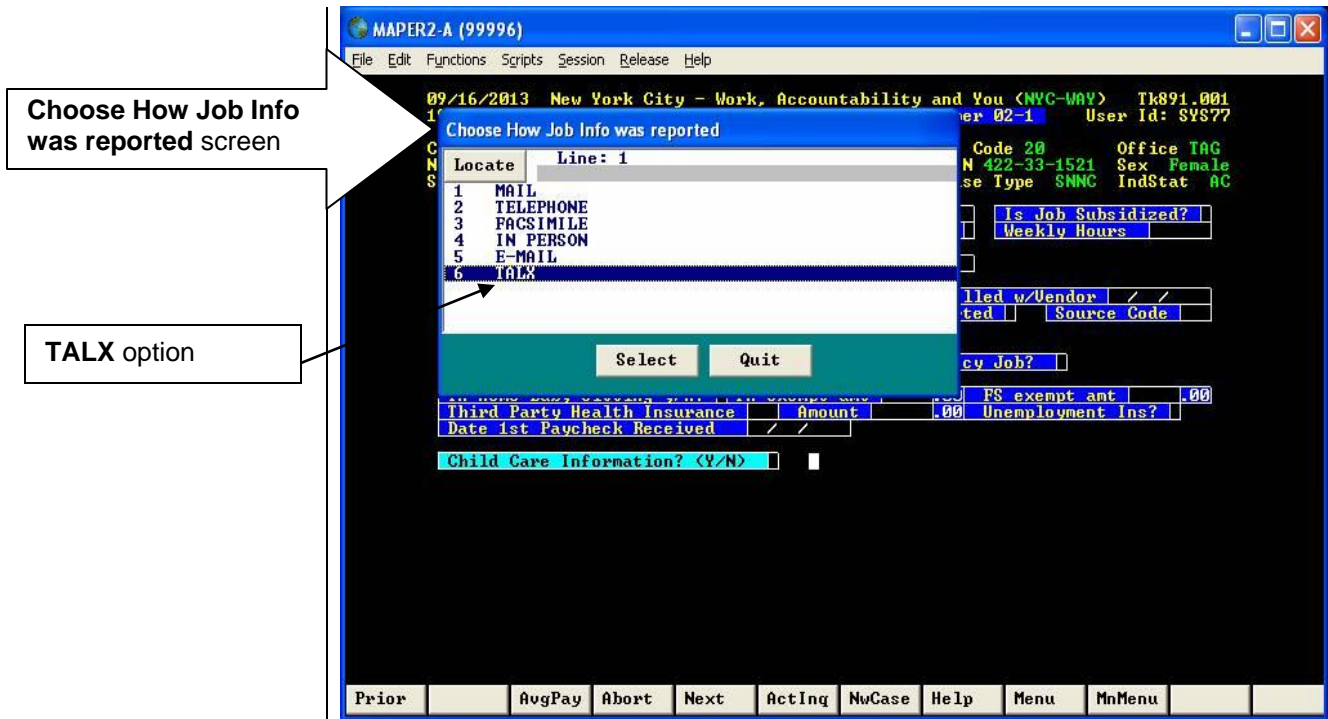 MAPER2-A (99996)
File Edit Functions Scripts Session Release Help
Choose How Job Info
was reported screen
09/16/2013 New York City - Work, Accountability and You (NYC-WAY) Tk891.001
02-1 User Id: SYS77
Choose How Job Info was reported
Code 20 Office TAG
Locate Line: 1
N 422-33-1521 Sex Female
Type SNNC IndStat AC
1 MAIL
2 TELEPHONE
3 FACSIMILE
4 IN PERSON
5 E-MAIL
6 TALX
Is Job Subsidized?
Weekly Hours
w/Vendor / /
Source Code
TALX option
Select Quit
Job?
FS exempt amt .00
Third Party Health Insurance Amount .00 Unemployment Ins?
Date 1st Paycheck Received / /
Child Care Information? (Y/N)
Prior AvgPay Abort Next ActInq NwCase Help Menu MnMenu